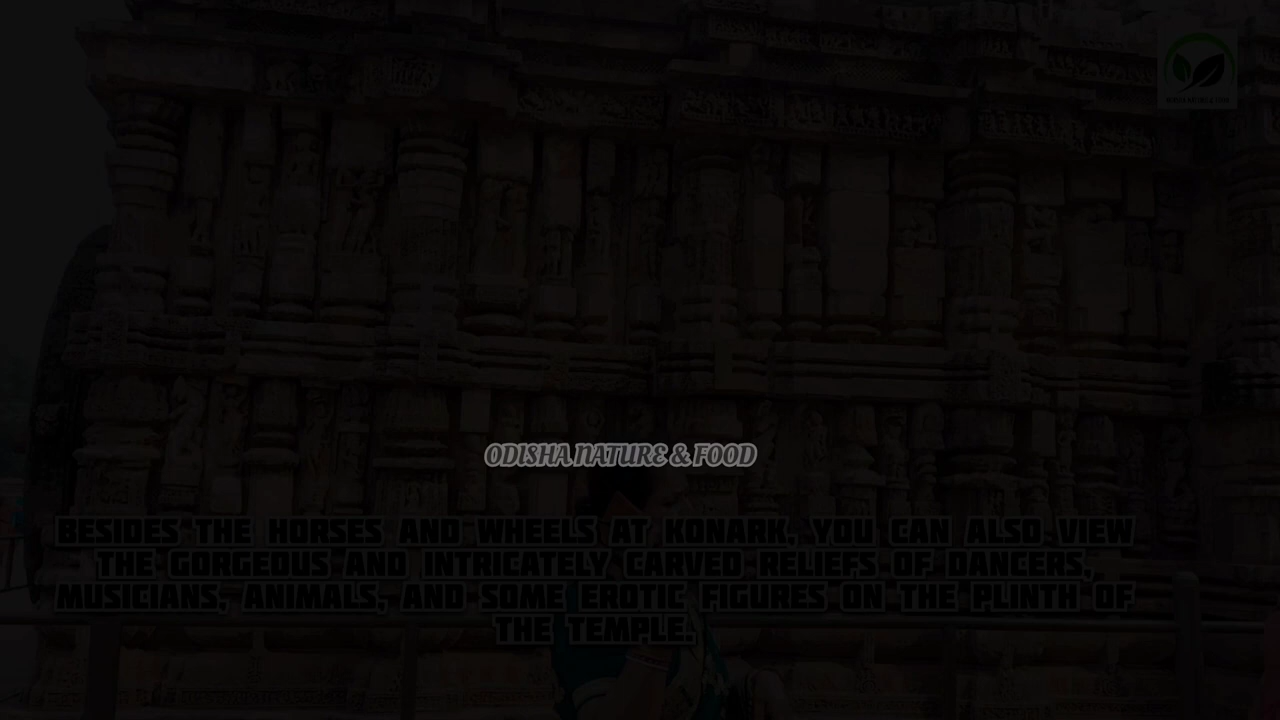 ODISHA NATURE & FOOD
BESIDES THE HORSES AND WHEELS AT KONARK, YOU CAN ALSO VIEW
THE GORGEOUS AND INTRICATELY CARVED RELIEFS OF DANCERS,
MUSICIANS, ANIMALS, AND SOME EROTIC FIGURES ON THE PLINTH OF
THE TEMPLE.